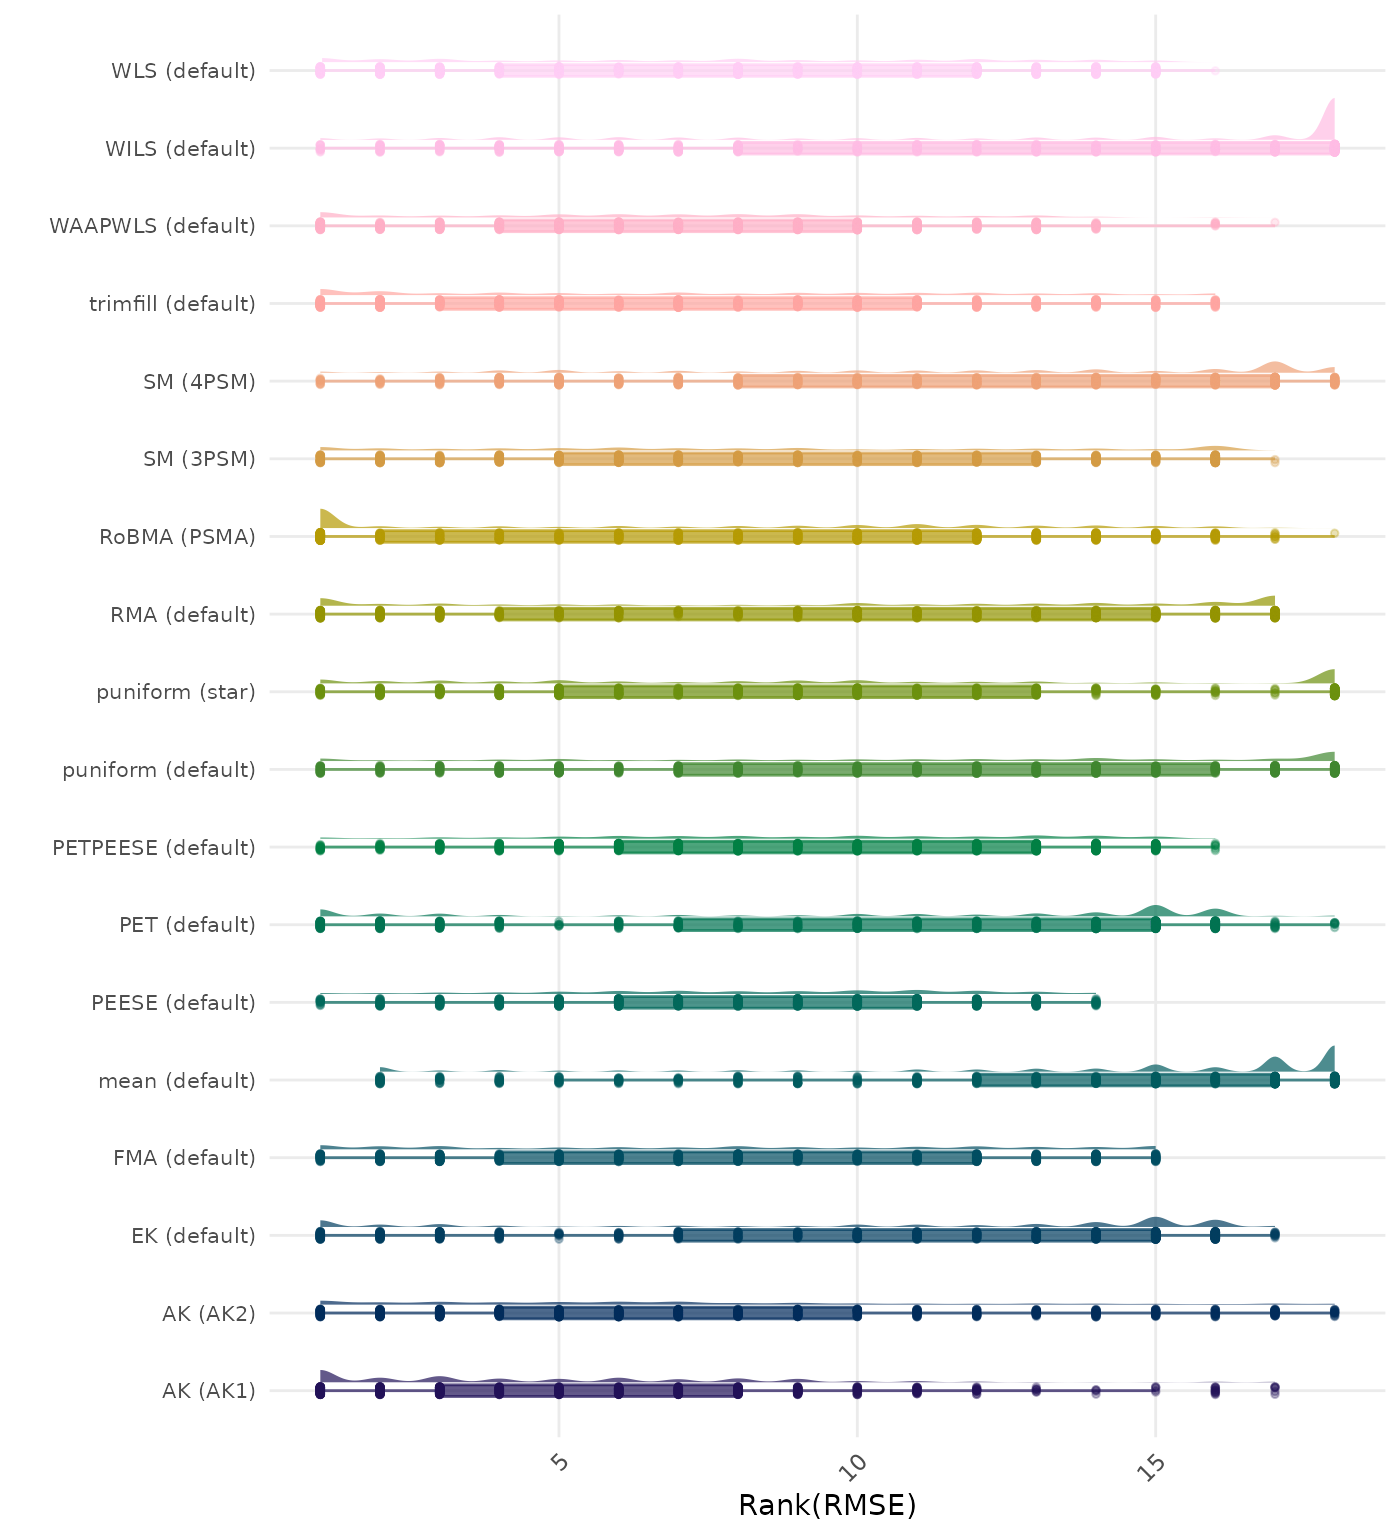 WLS (default)
WILS (default)
WAAPWLS (default)
trimfill (default)
SM (4PSM)
SM (3PSM)
RoBMA (PSMA)
RMA (default)
puniform (star)
puniform (default)
PETPEESE (default)
PET (default)
PEESE (default)
mean (default)
FMA (default)
EK (default)
AK (AK2)
AK (AK1)
5
10
15
Rank(RMSE)